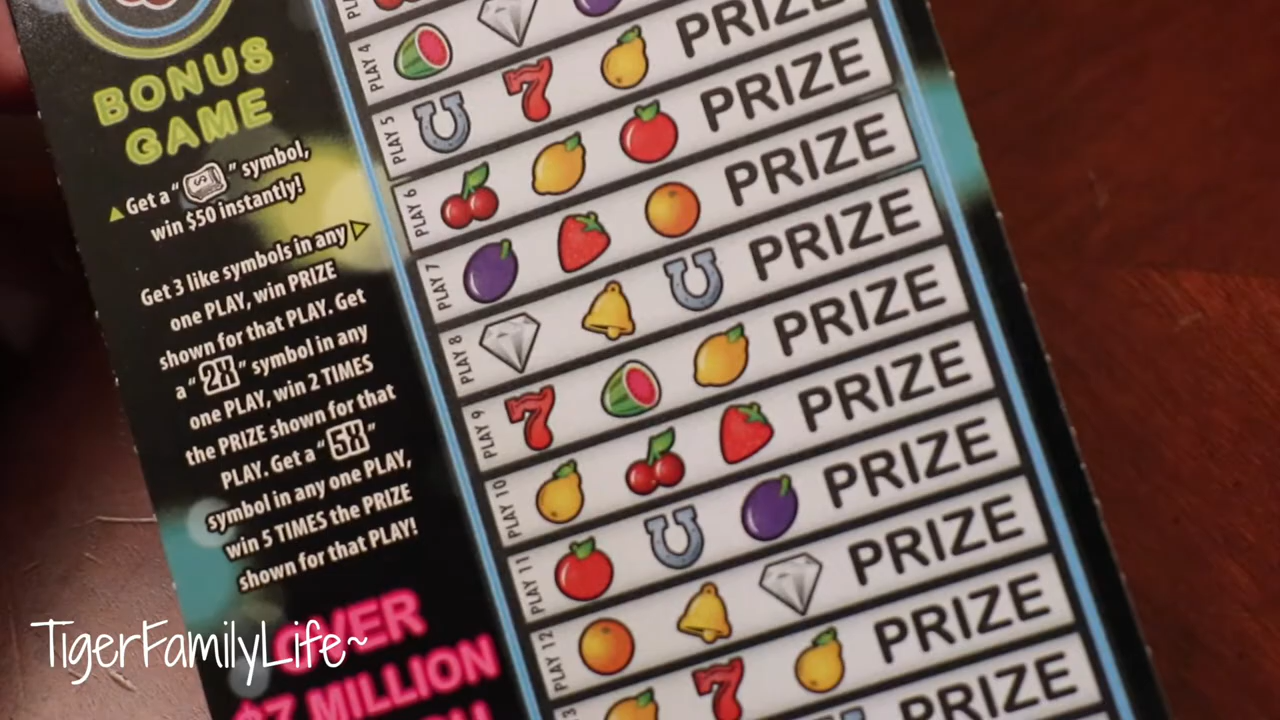 BONUS
GAME
Get a " $ " symbol,
win $50 instantly!
Get 3 like symbols in any
one PLAY, win PRIZE
shown for that PLAY. Get
a " 2X " symbol in any
one PLAY, win 2 TIMES
the PRIZE shown for that
PLAY. Get a " 5X "
symbol in any one PLAY,
win 5 TIMES the PRIZE
shown for that PLAY!
OVER
$7 MILLION
PLAY 4 PRIZE
PLAY 5 7 PRIZE
PLAY 6 PRIZE
PLAY 7 PRIZE
PLAY 8 PRIZE
PLAY 9 7 PRIZE
PLAY 10 PRIZE
PLAY 11 PRIZE
PLAY 12 PRIZE
7 PRIZE
TigerFamilyLife~